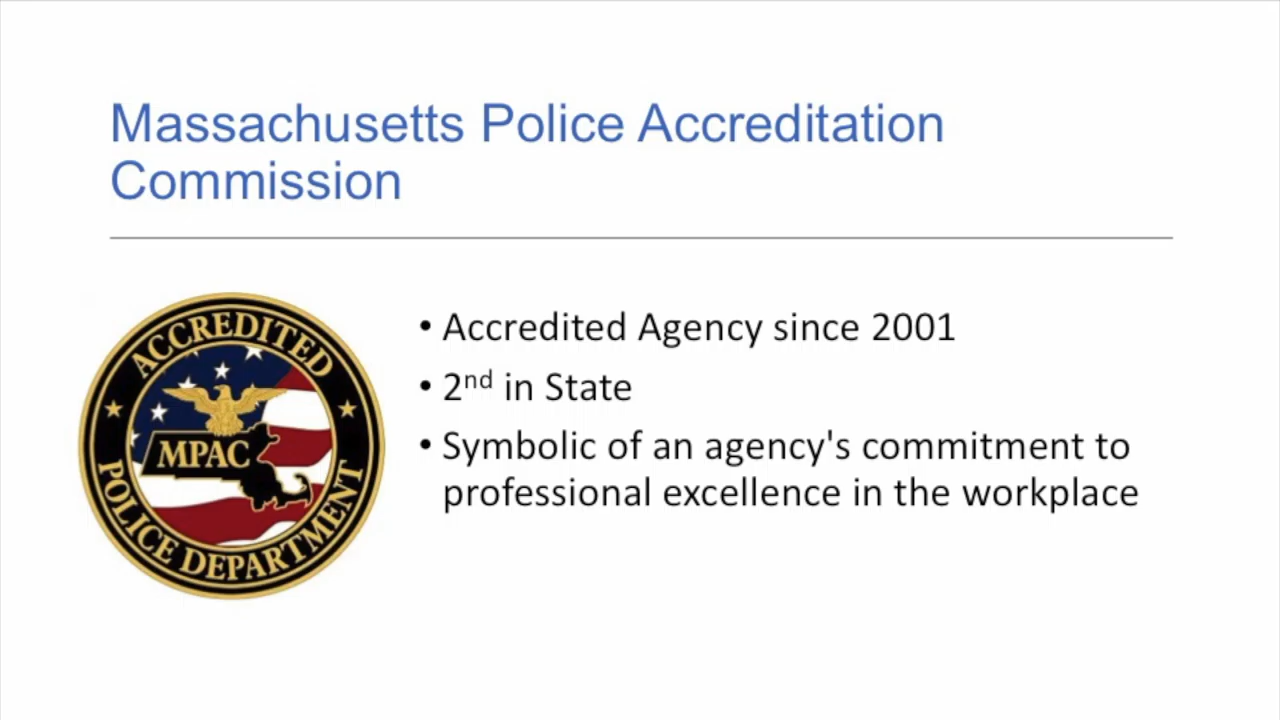 Massachusetts Police Accreditation
Commission
ACCREDITED
MPAC
POLICE DEPARTMENT
• Accredited Agency since 2001
• 2nd in State
• Symbolic of an agency's commitment to
professional excellence in the workplace